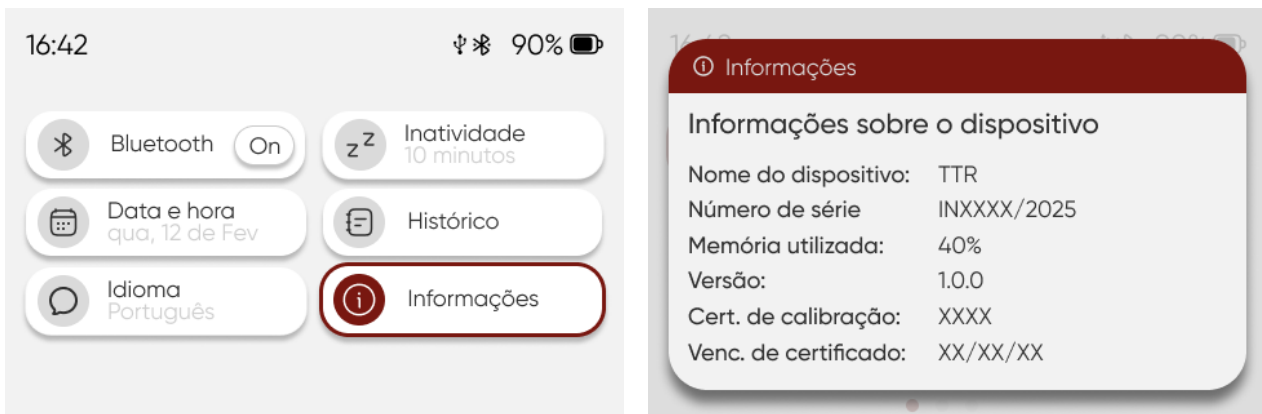 16:42 90%
Bluetooth On
Inatividade
10 minutos
Data e hora
qua, 12 de Fev
Histórico
Idioma
Português
Informações
Informações
Informações sobre o dispositivo
Nome do dispositivo: TTR
Número de série INXXXX/2025
Memória utilizada: 40%
Versão: 1.0.0
Cert. de calibração: XXXX
Venc. de certificado: XX/XX/XX